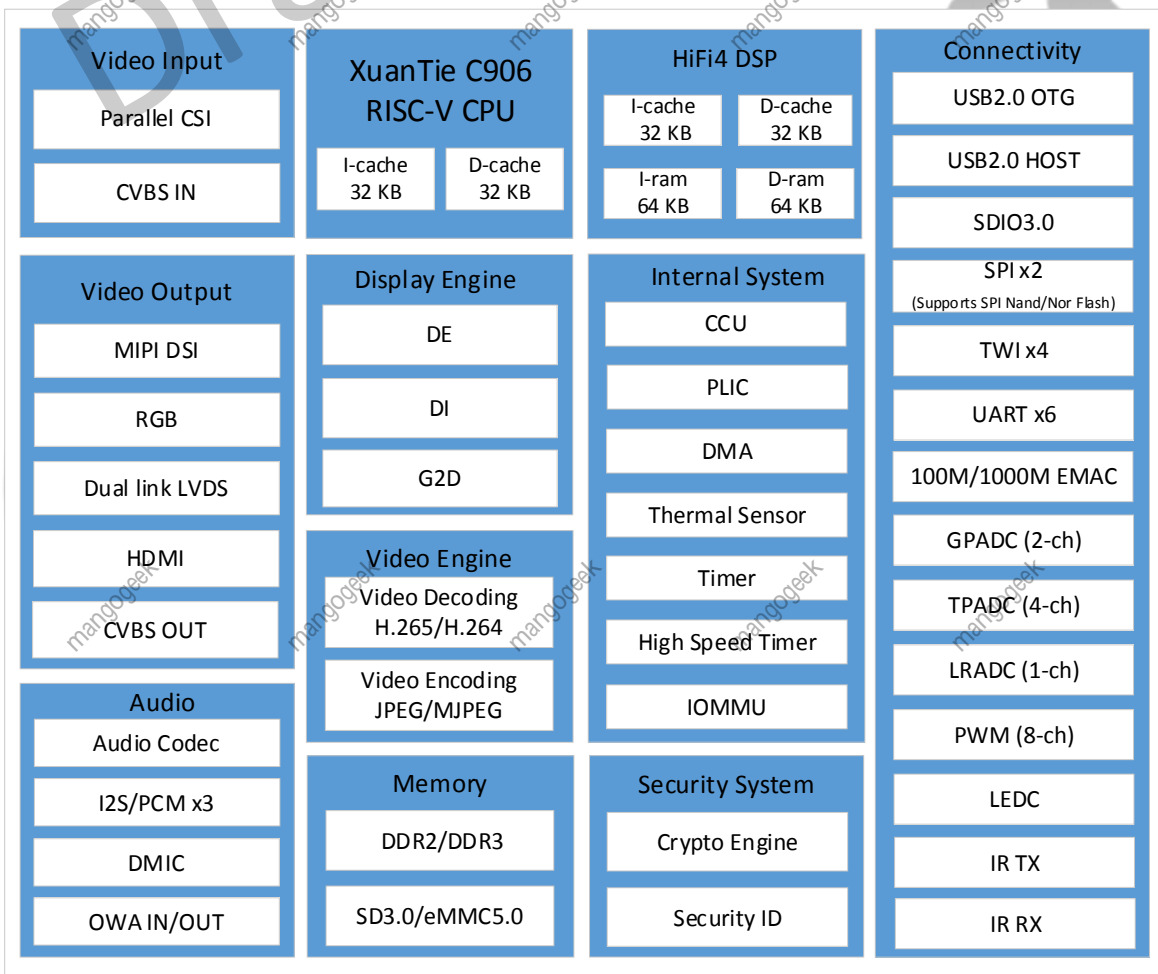 Video Input
Parallel CSI
CVBS IN
XuanTie C906
RISC-V CPU
I-cache
32 KB
D-cache
32 KB
HiFi4 DSP
I-cache
32 KB
D-cache
32 KB
I-ram
64 KB
D-ram
64 KB
Connectivity
USB2.0 OTG
USB2.0 HOST
SDIO3.0
SPI x2
(Supports SPI Nand/Nor Flash)
TWI x4
UART x6
100M/1000M EMAC
GPADC (2-ch)
TPADC (4-ch)
LRADC (1-ch)
PWM (8-ch)
LEDC
IR TX
IR RX
Video Output
MIPI DSI
RGB
Dual link LVDS
HDMI
CVBS OUT
Display Engine
DE
DI
G2D
Internal System
CCU
PLIC
DMA
Thermal Sensor
Timer
High Speed Timer
IOMMU
Video Engine
Video Decoding
H.265/H.264
Video Encoding
JPEG/MJPEG
Audio
Audio Codec
I2S/PCM x3
DMIC
OWA IN/OUT
Memory
DDR2/DDR3
SD3.0/eMMC5.0
Security System
Crypto Engine
Security ID
mangogeek
mangogeek
mangogeek
mangogeek